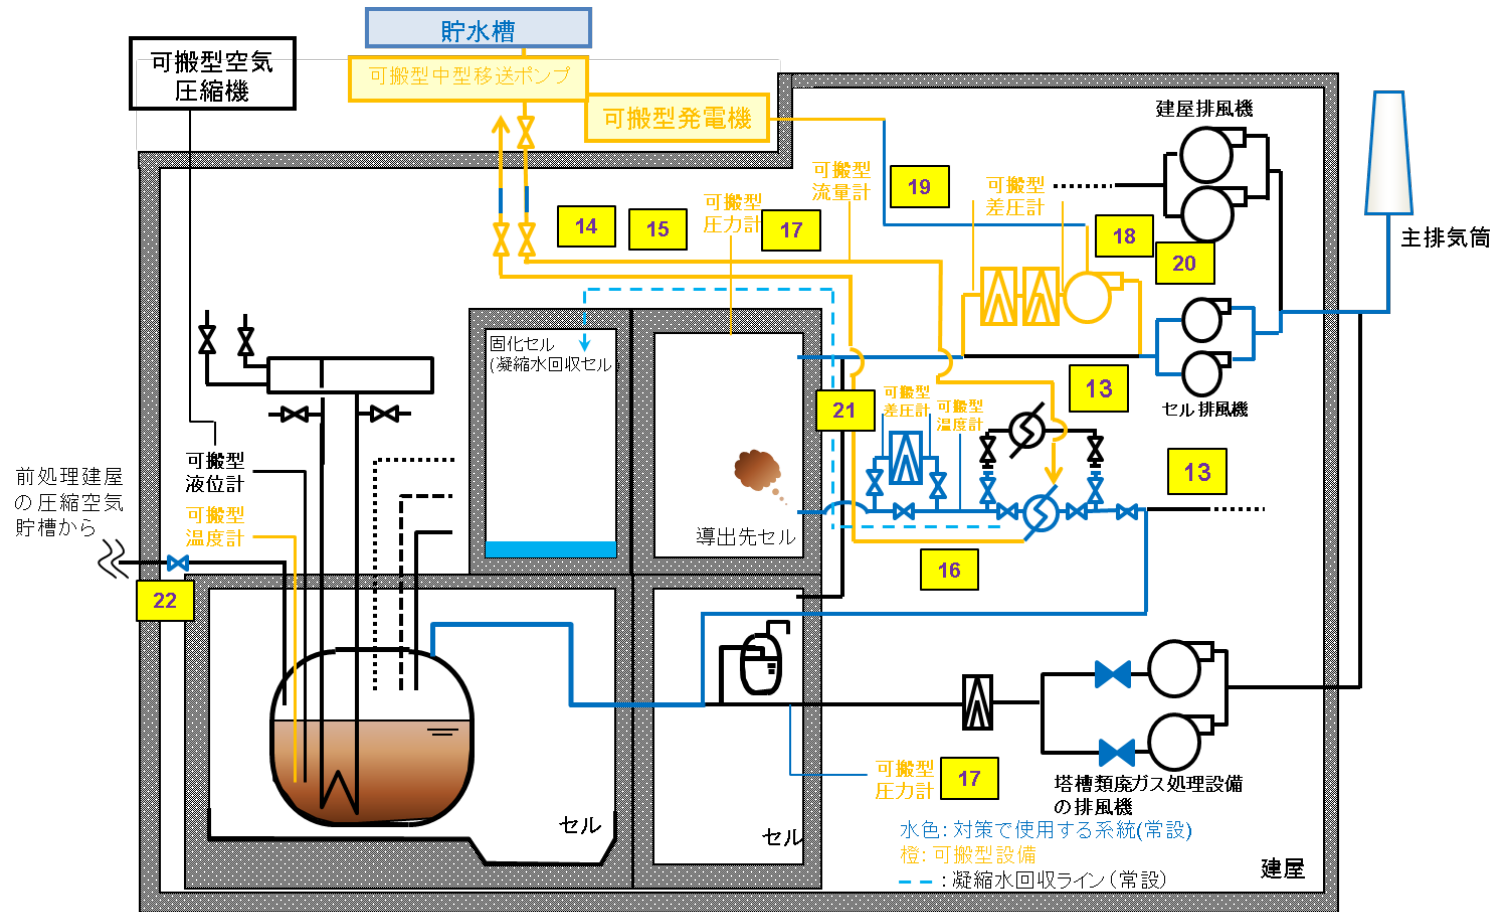 貯水槽
可搬型空気
圧縮機
可搬型中型移送ポンプ
可搬型発電機
建屋排風機
主排気筒
可搬型
流量計
19
可搬型
差圧計
可搬型
圧力計
14
15
17
18
20
固化セル
(凝縮水回収セル)
セル排風機
13
21
可搬型
差圧計
可搬型
温度計
13
可搬型
液位計
前処理建屋
の圧縮空気
貯槽から
可搬型
温度計
導出先セル
16
22
可搬型
圧力計
17
塔槽類廃ガス処理設備
の排風機
セル
セル
水色:対策で使用する系統(常設)
橙:可搬型設備
:凝縮水回収ライン(常設)
建屋